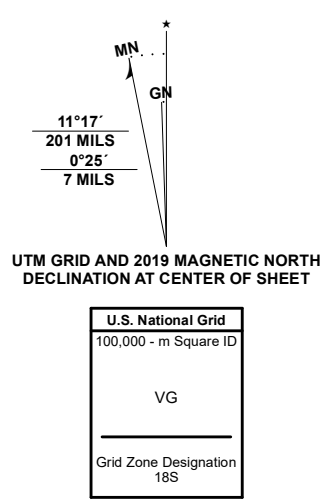 MN
GN
11°17´
201 MILS
0°25´
7 MILS
UTM GRID AND 2019 MAGNETIC NORTH
DECLINATION AT CENTER OF SHEET
U.S. National Grid
100,000 - m Square ID
VG
Grid Zone Designation
18S